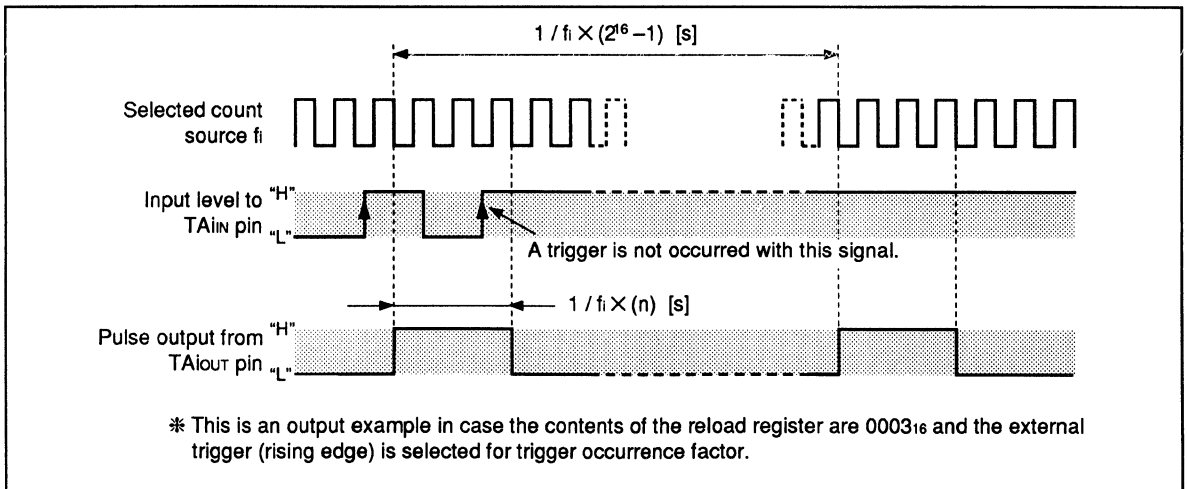 1 / fi × (2¹⁶ –1) [s]
Selected count
source fi
Input level to "H"
TAiIN pin "L"
A trigger is not occurred with this signal.
1 / fi × (n) [s]
Pulse output from "H"
TAiOUT pin "L"
※ This is an output example in case the contents of the reload register are 0003₁₆ and the external
trigger (rising edge) is selected for trigger occurrence factor.